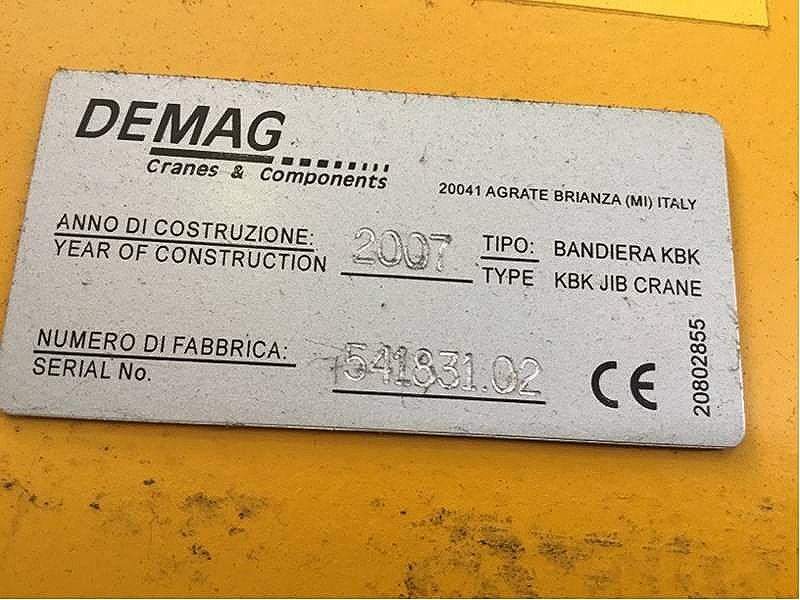 DEMAG
Cranes & Components
20041 AGRATE BRIANZA (MI) ITALY
ANNO DI COSTRUZIONE: 2007 TIPO: BANDIERA KBK
YEAR OF CONSTRUCTION TYPE KBK JIB CRANE
NUMERO DI FABBRICA: 541831.02
SERIAL No.
CE
20802855